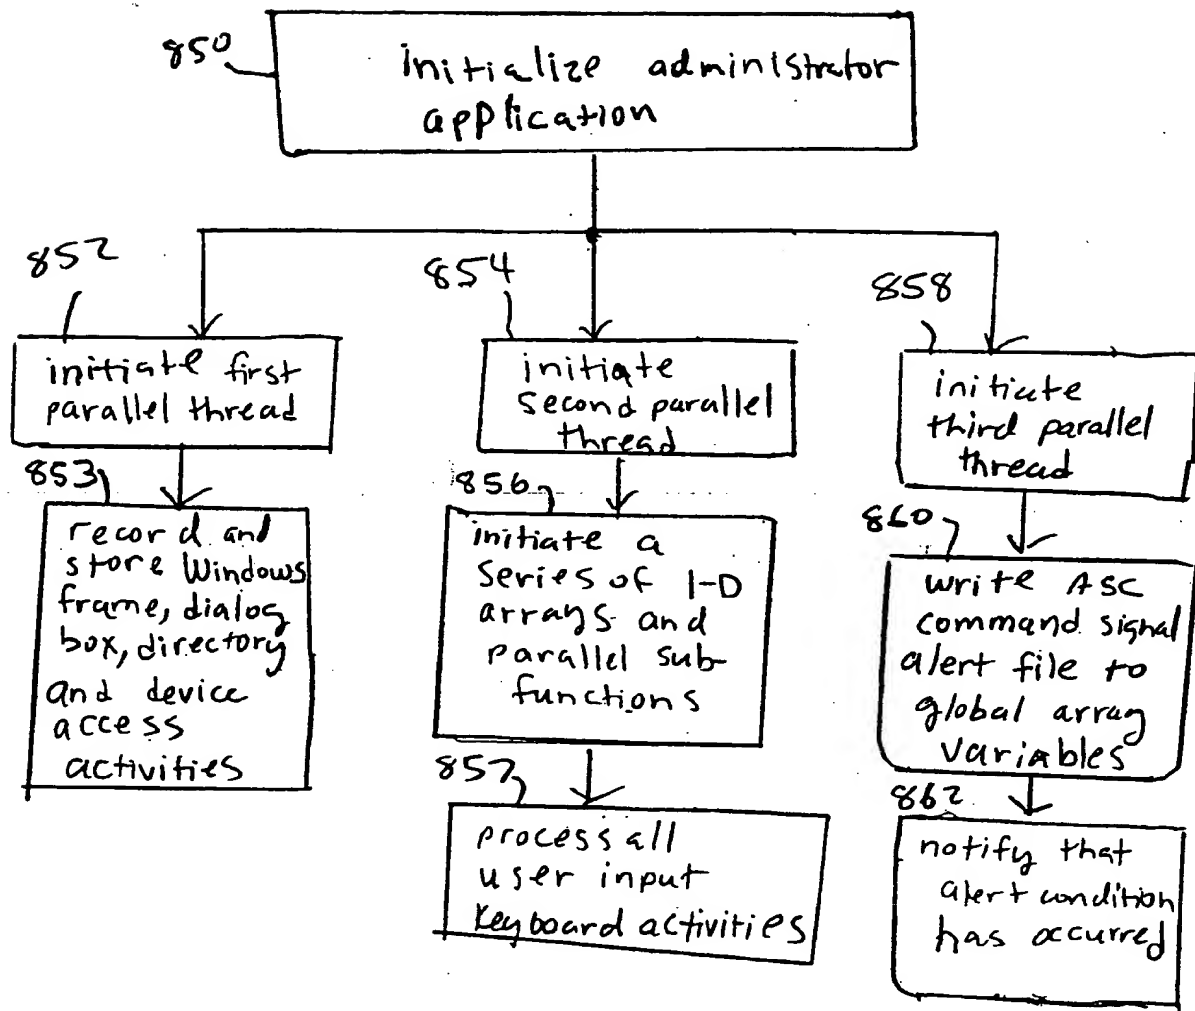 850
initialize administrator
application
852
initiate first
parallel thread
853
record and
store Windows
frame, dialog
box, directory
and device
access
activities
854
initiate
second parallel
thread
856
initiate a
series of 1-D
arrays and
parallel sub-
functions
857
process all
user input
keyboard activities
858
initiate
third parallel
thread
860
write ASC
command signal
alert file to
global array
variables
862
notify that
alert condition
has occurred